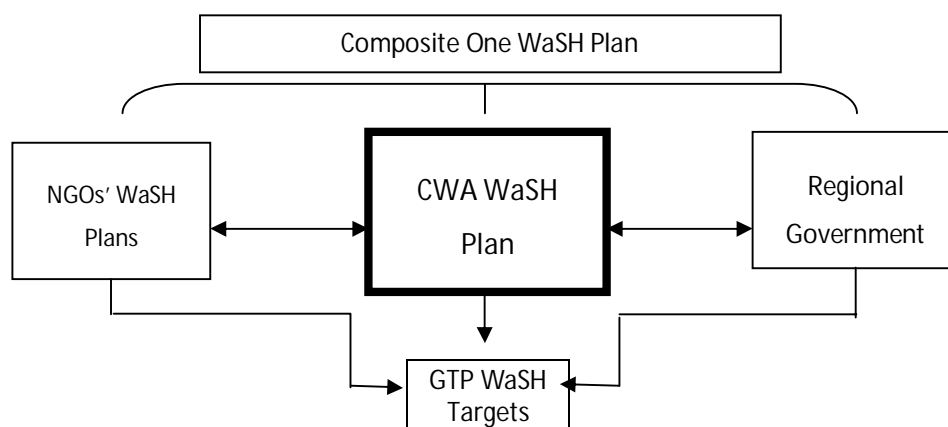 Composite One WaSH Plan
NGOs’ WaSH
Plans
CWA WaSH
Plan
Regional
Government
GTP WaSH
Targets